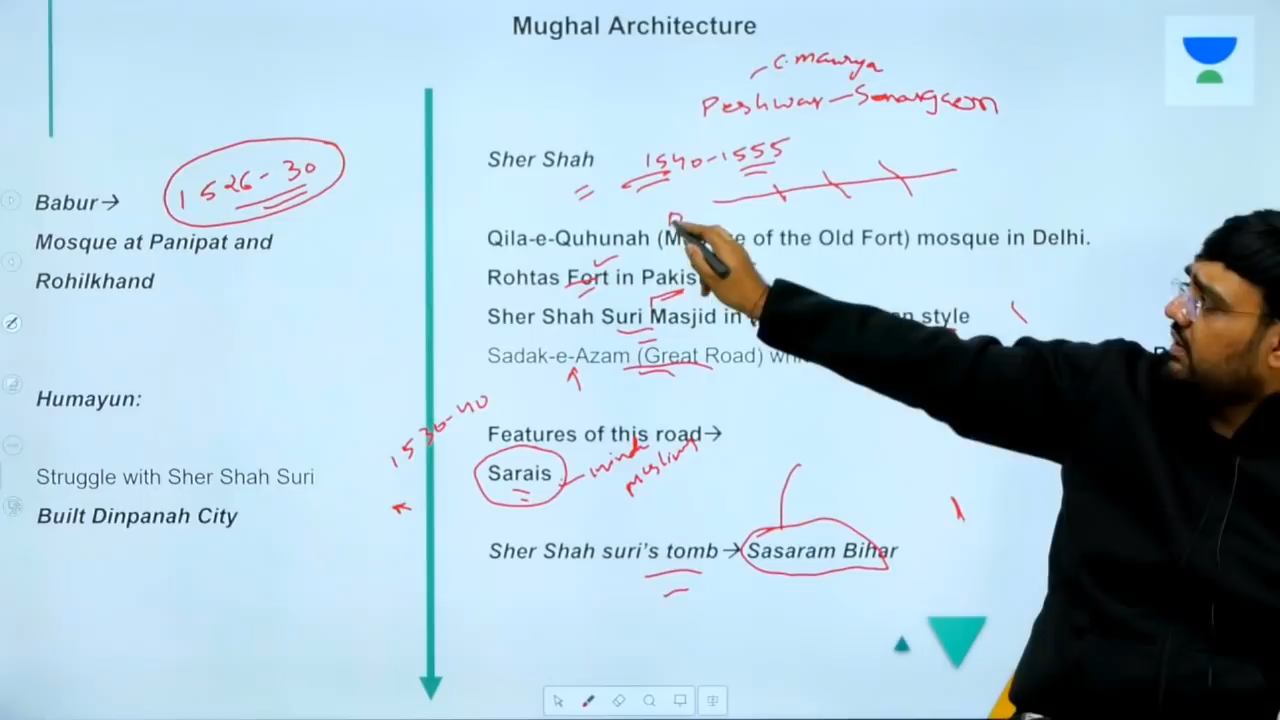 Mughal Architecture
C. Maurya
Peshwar - Sonargaon
1526-30
Babur→
Mosque at Panipat and
Rohilkhand
Humayun:
Struggle with Sher Shah Suri
Built Dinpanah City
1530-40
Sher Shah
1540-1555
Qila-e-Quhunah of the Old Fort) mosque in Delhi.
Rohtas Fort in
Sher Shah Suri Masjid in style
Sadak-e-Azam (Great Road)
Features of this road→
Sarais
Hindu
Muslim
Sher Shah suri's tomb→Sasaram Bihar